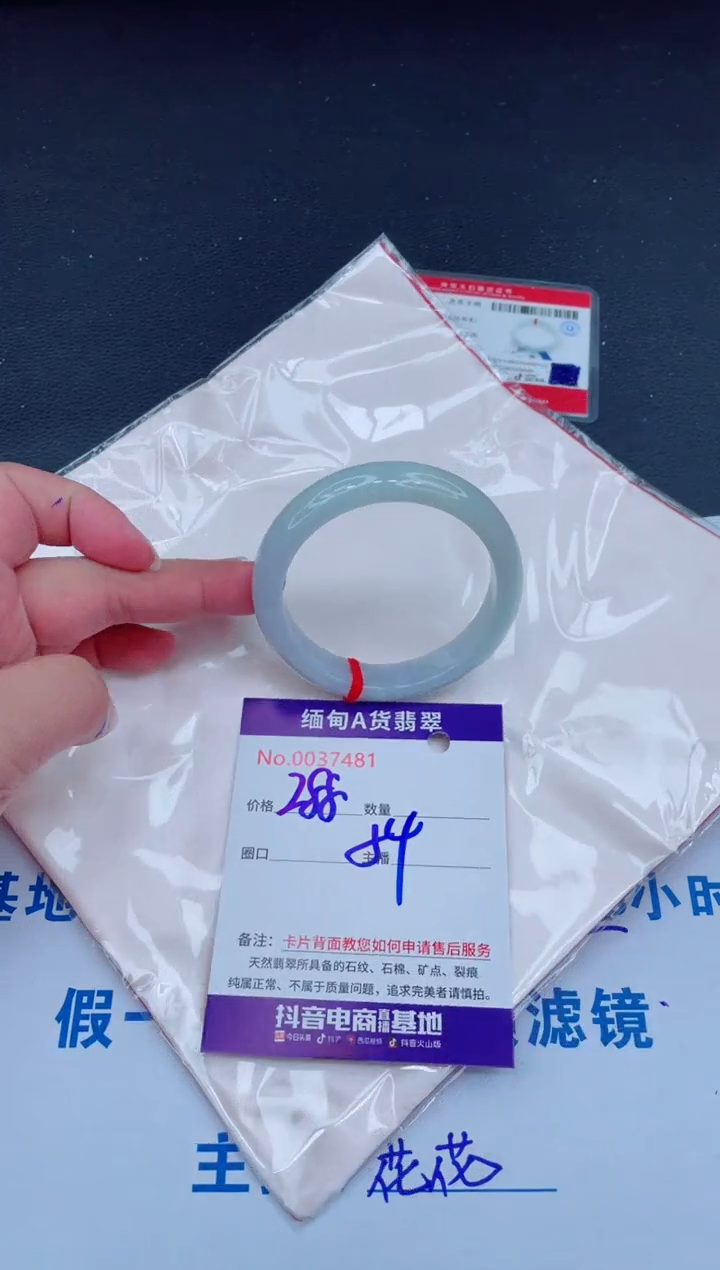 缅甸A货翡翠
No.0037481
价格 288 数量
圈口 主播
54
备注：卡片背面教您如何申请售后服务
天然翡翠所具备的石纹、石棉、矿点、裂痕
纯属正常、不属于质量问题，追求完美者请慎拍。
抖音电商直播基地
今日头条 抖音 西瓜视频 抖音火山版
基地
小时
假一
滤镜
主
花花